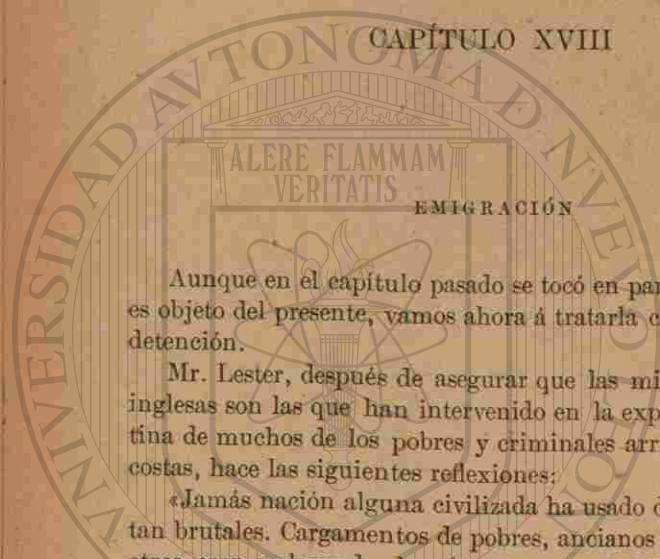 CAPÍTULO XVIII
UNIVERSIDAD AVTONOMA D NVEVO
ALERE FLAMMAM
VERITATIS
EMIGRACIÓN
Aunque en el capítulo pasado se tocó en par
es objeto del presente, vamos ahora á tratarla c
detención.
Mr. Lester, después de asegurar que las mi
inglesas son las que han intervenido en la exp
tina de muchos de los pobres y criminales arr
costas, hace las siguientes reflexiones:
«Jamás nación alguna civilizada ha usado
tan brutales. Cargamentos de pobres, ancianos